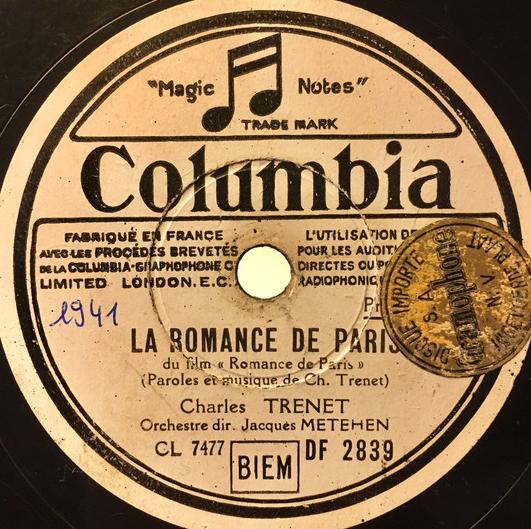 "Magic Notes"
TRADE MARK
Columbia
FABRIQUÉ EN FRANCE
AVEC LES PROCÉDÉS BREVETÉS
DE LA COLUMBIA-GRAPHOPHONE C
LIMITED LONDON.E.C.
L'UTILISATION DE
POUR LES AUDIT
DIRECTES OU P
RADIOPHONIQ
1941
LA ROMANCE DE PARIS
du film « Romance de Paris »
(Paroles et musique de Ch. Trenet)
Charles TRENET
Orchestre dir. Jacques METEHEN
CL 7477 BIEM DF 2839
DISQUE IMPORTÉ
S.A.
Gramophone
N.V.